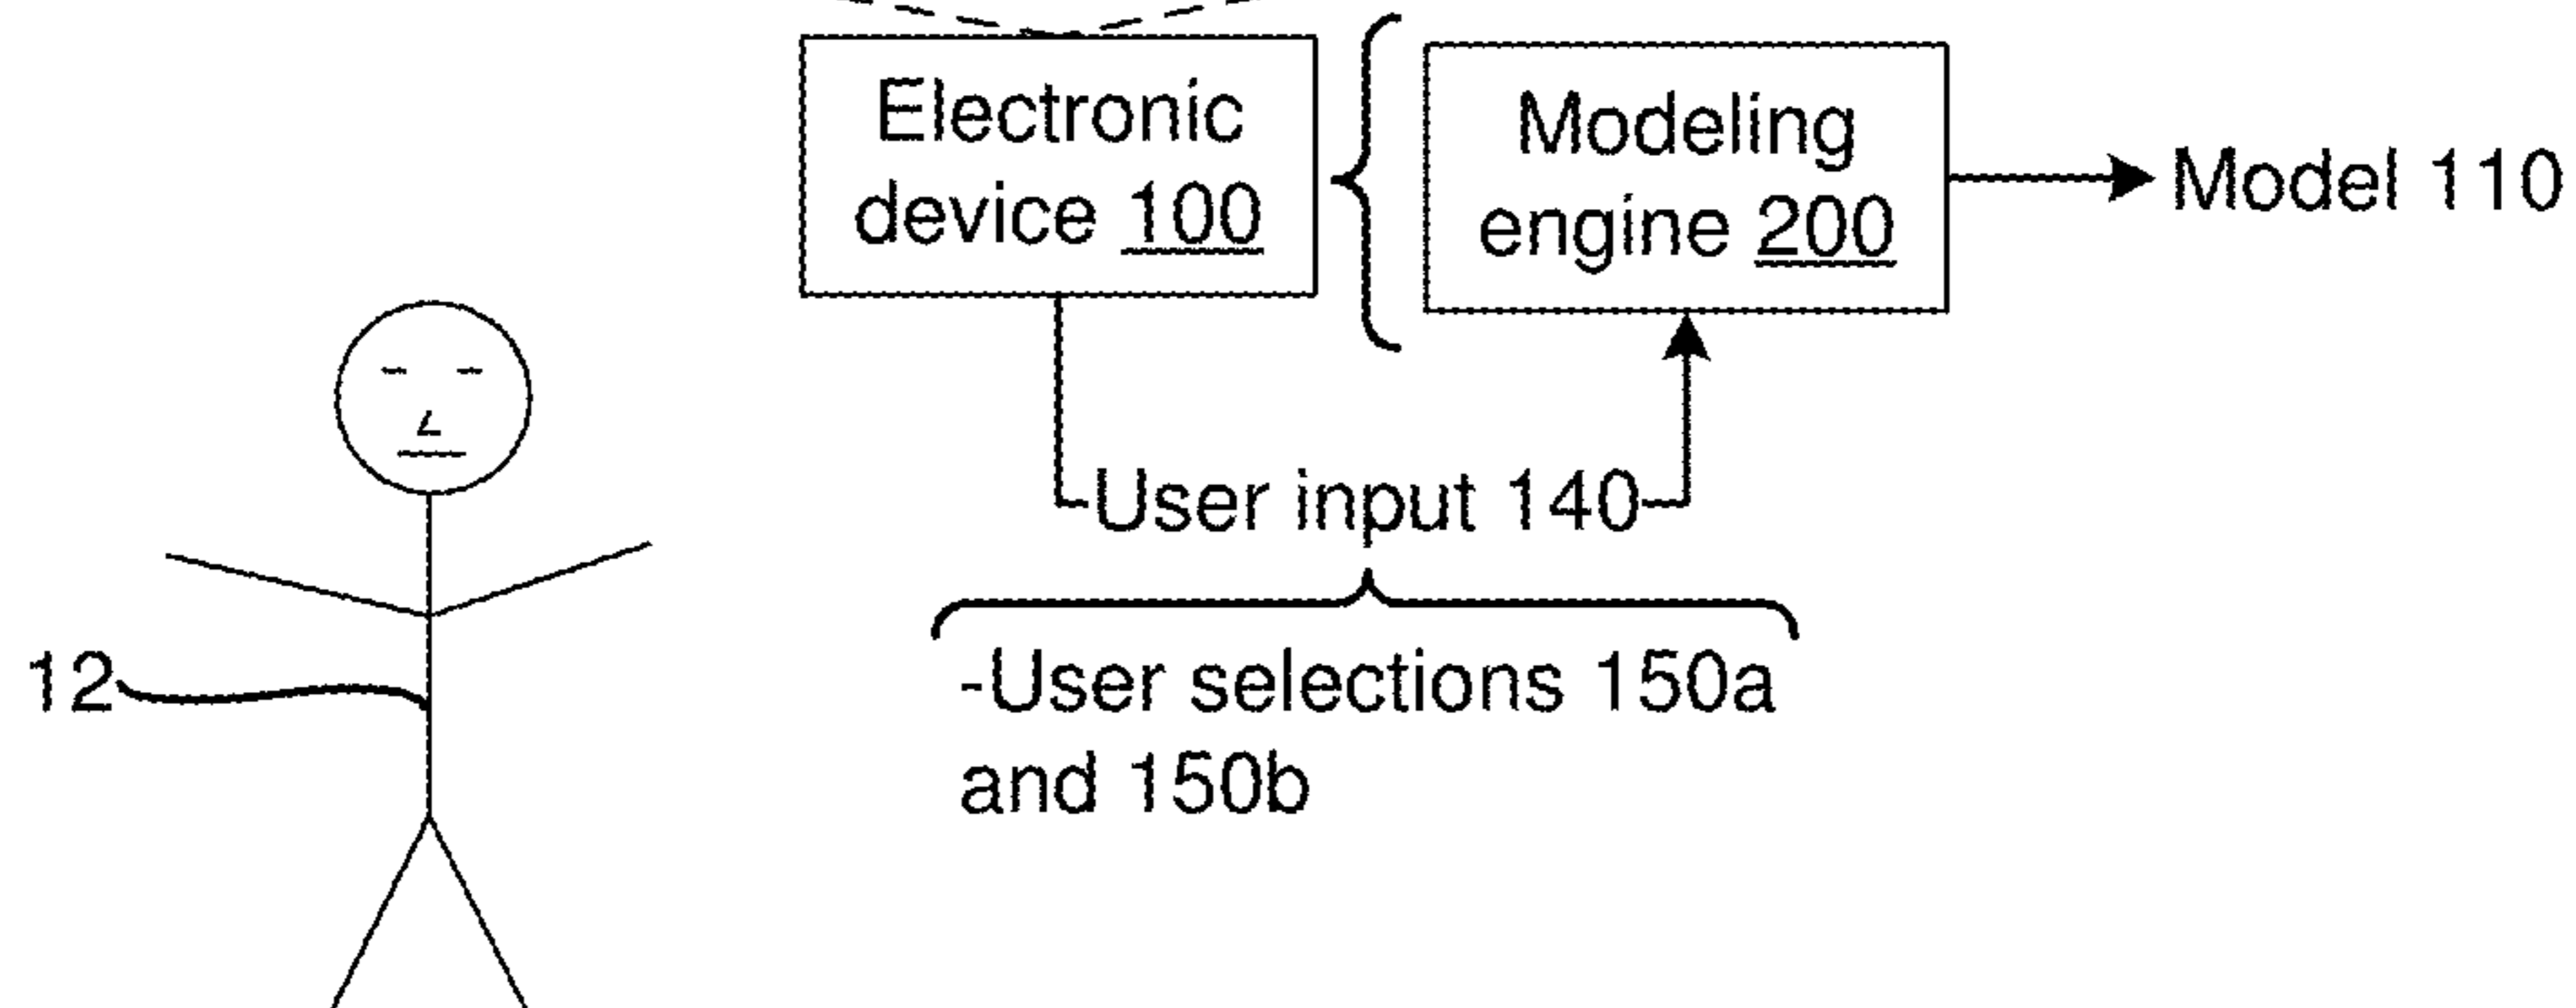 Electronic
device 100
Modeling
engine 200
Model 110
User input 140
12
-User selections 150a
and 150b